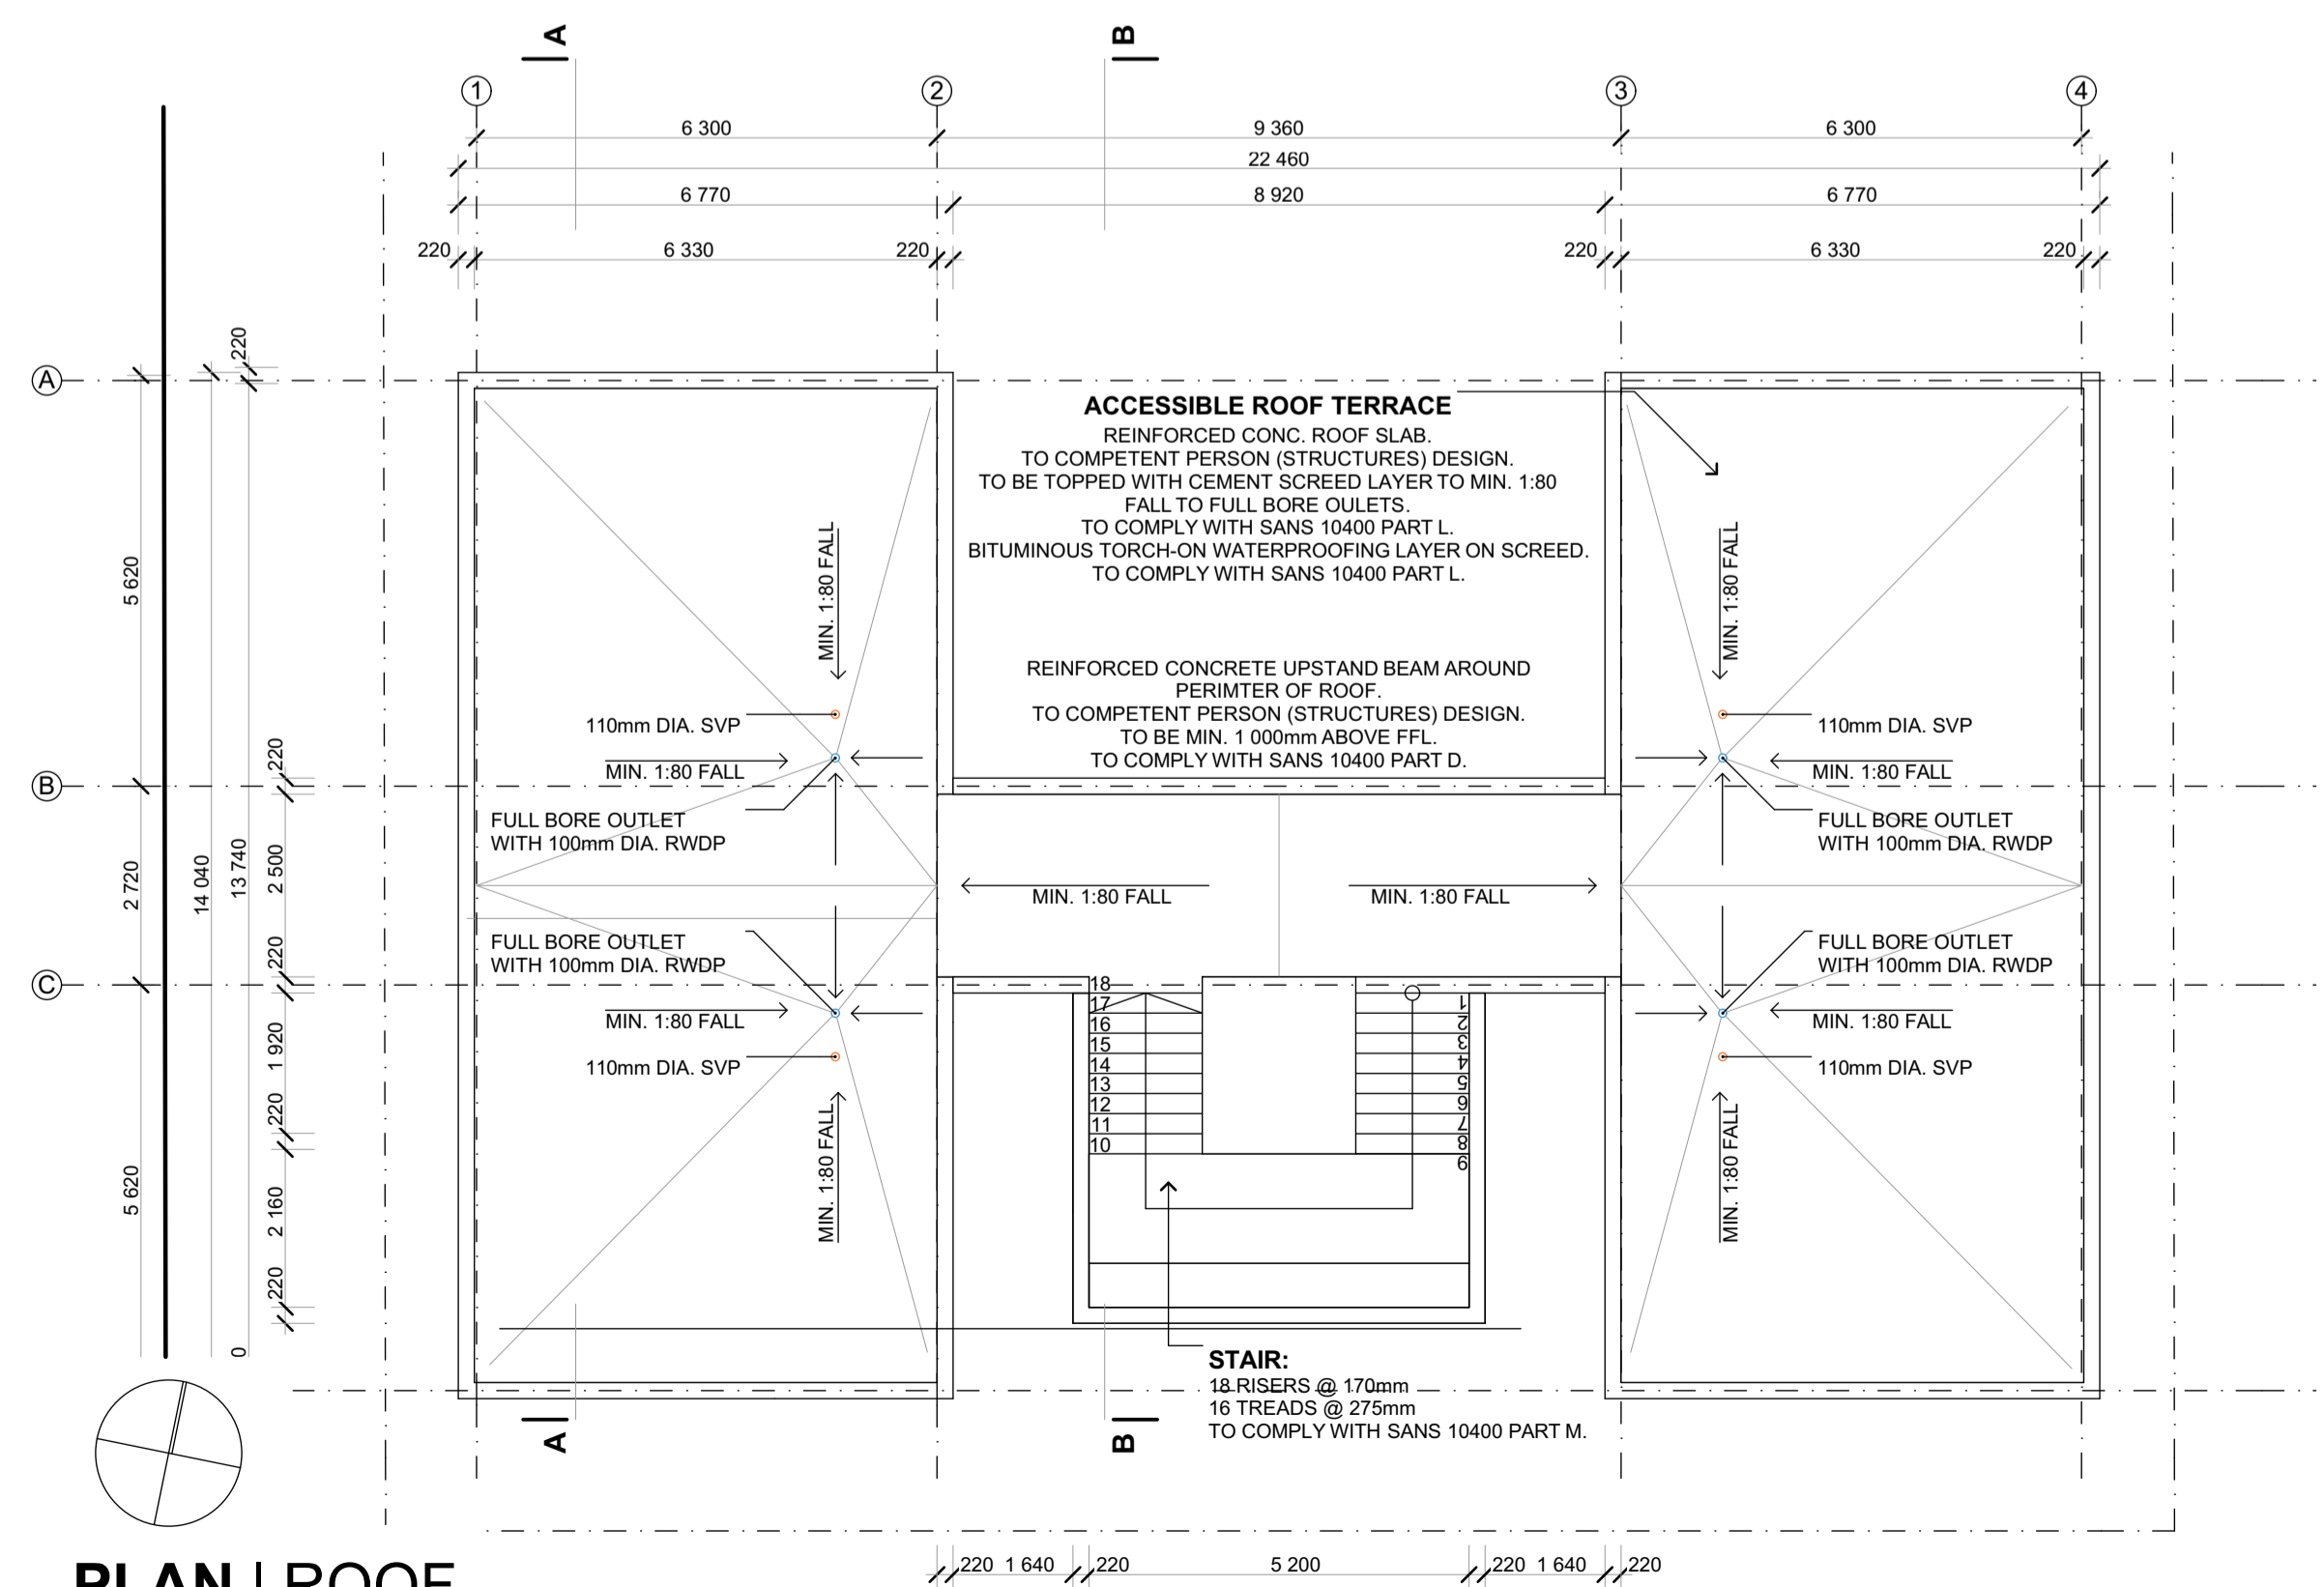 A
B
1
2
3
4
6 300
9 360
6 300
22 460
6 770
8 920
6 770
220
6 330
220
220
6 330
220
A
B
C
220
5 620
220
2 720
14 040
13 740
2 500
220
1 920
220
5 620
2 160
220
0
ACCESSIBLE ROOF TERRACE
REINFORCED CONC. ROOF SLAB.
TO COMPETENT PERSON (STRUCTURES) DESIGN.
TO BE TOPPED WITH CEMENT SCREED LAYER TO MIN. 1:80
FALL TO FULL BORE OULETS.
TO COMPLY WITH SANS 10400 PART L.
BITUMINOUS TORCH-ON WATERPROOFING LAYER ON SCREED.
TO COMPLY WITH SANS 10400 PART L.
REINFORCED CONCRETE UPSTAND BEAM AROUND
PERIMTER OF ROOF.
TO COMPETENT PERSON (STRUCTURES) DESIGN.
TO BE MIN. 1 000mm ABOVE FFL.
TO COMPLY WITH SANS 10400 PART D.
MIN. 1:80 FALL
110mm DIA. SVP
MIN. 1:80 FALL
FULL BORE OUTLET
WITH 100mm DIA. RWDP
FULL BORE OUTLET
WITH 100mm DIA. RWDP
MIN. 1:80 FALL
110mm DIA. SVP
MIN. 1:80 FALL
MIN. 1:80 FALL
MIN. 1:80 FALL
MIN. 1:80 FALL
110mm DIA. SVP
MIN. 1:80 FALL
FULL BORE OUTLET
WITH 100mm DIA. RWDP
FULL BORE OUTLET
WITH 100mm DIA. RWDP
MIN. 1:80 FALL
110mm DIA. SVP
MIN. 1:80 FALL
18
17
16
15
14
13
12
11
10
1
2
3
4
5
6
7
8
9
STAIR:
18 RISERS @ 170mm
16 TREADS @ 275mm
TO COMPLY WITH SANS 10400 PART M.
A
B
220
1 640
220
5 200
220
1 640
220
PLAN | ROOF